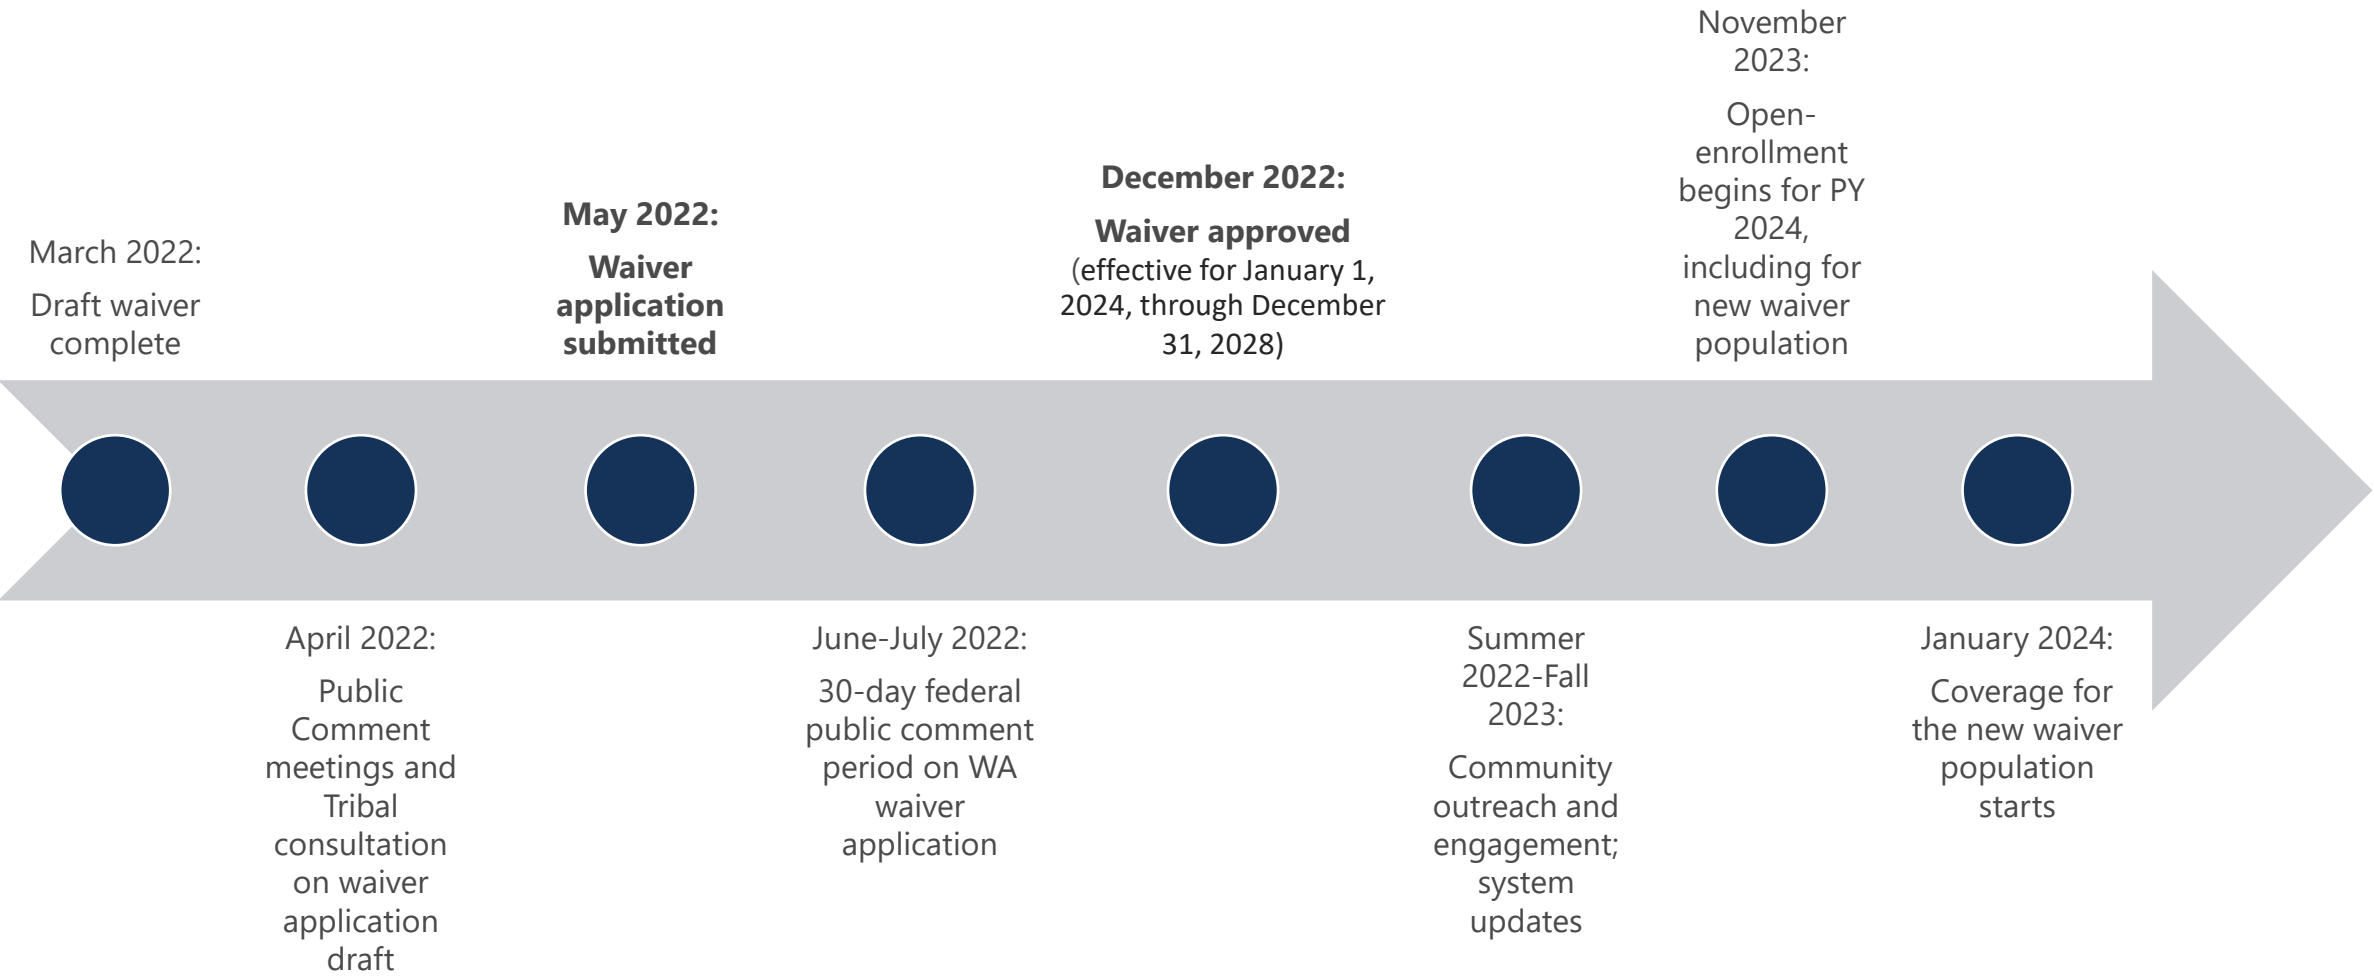 March 2022:
Draft waiver
complete
April 2022:
Public
Comment
meetings and
Tribal
consultation
on waiver
application
draft
May 2022:
Waiver
application
submitted
June-July 2022:
30-day federal
public comment
period on WA
waiver
application
December 2022:
Waiver approved
(effective for January 1,
2024, through December
31, 2028)
Summer
2022-Fall
2023:
Community
outreach and
engagement;
system
updates
November
2023:
Open-
enrollment
begins for PY
2024,
including for
new waiver
population
January 2024:
Coverage for
the new waiver
population
starts